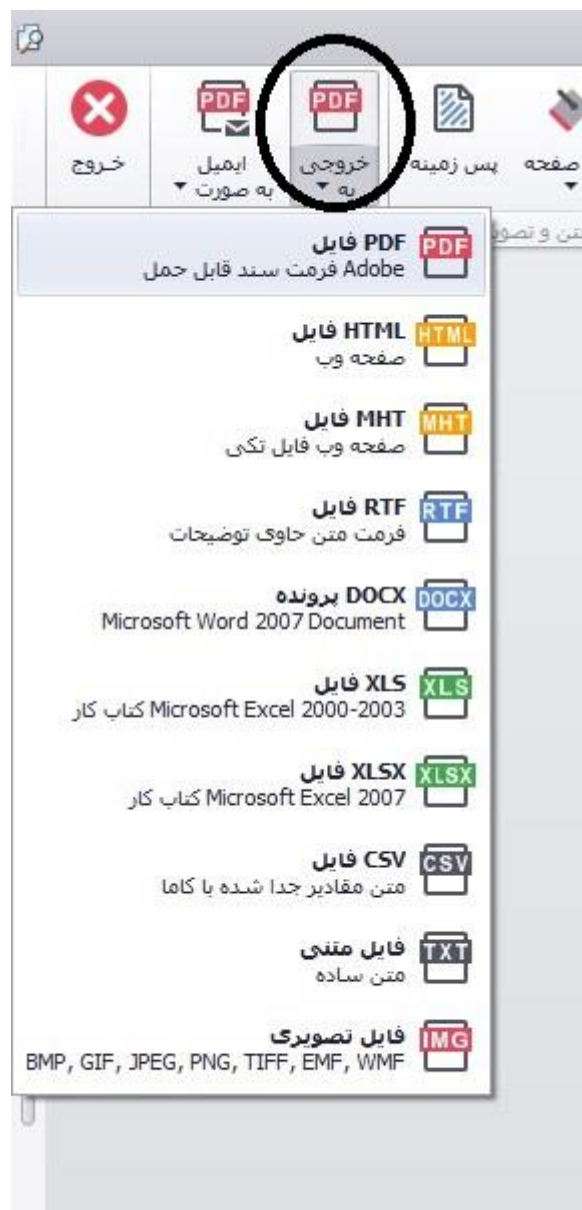 صفحه
پس زمینه
PDF
خروجی
به
PDF
ایمیل
به صورت
خروج
PDF
PDF فایل
Adobe فرمت سند قابل حمل
HTML
HTML فایل
صفحه وب
MHT
MHT فایل
صفحه وب فایل تکی
RTF
RTF فایل
فرمت متن حاوی توضیحات
DOCX
DOCX پرونده
Microsoft Word 2007 Document
XLS
XLS فایل
Microsoft Excel 2000-2003 کتاب کار
XLSX
XLSX فایل
Microsoft Excel 2007 کتاب کار
CSV
CSV فایل
متن مقادیر جدا شده با کاما
TXT
فایل متنی
متن ساده
IMG
فایل تصویری
BMP, GIF, JPEG, PNG, TIFF, EMF, WMF